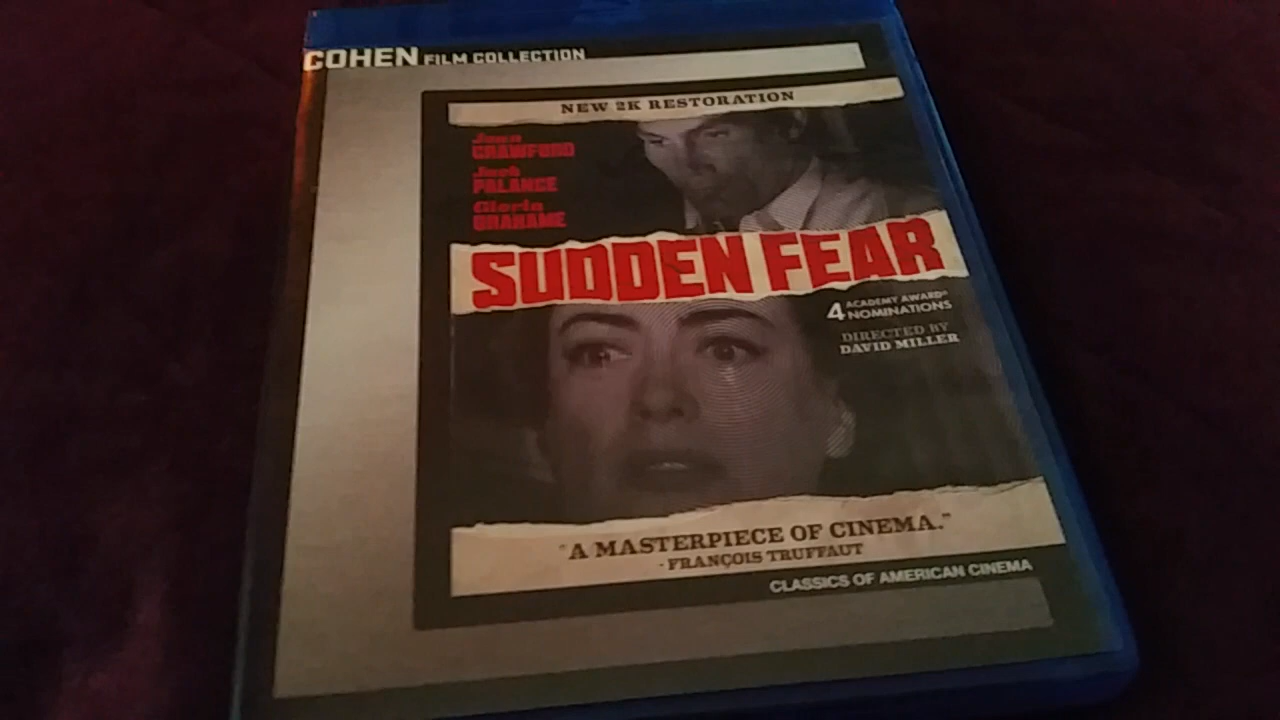 COHEN FILM COLLECTION
NEW 2K RESTORATION
Joan
CRAWFORD
Jack
PALANCE
Gloria
GRAHAME
SUDDEN FEAR
4 ACADEMY AWARD®
NOMINATIONS
DIRECTED BY
DAVID MILLER
"A MASTERPIECE OF CINEMA."
-FRANÇOIS TRUFFAUT
CLASSICS OF AMERICAN CINEMA